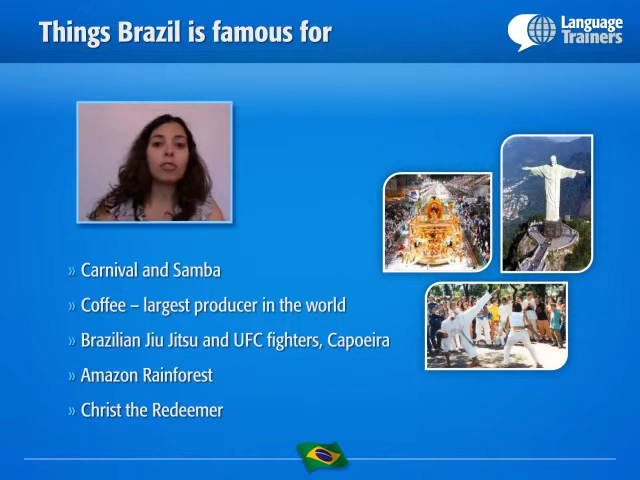 Things Brazil is famous for
Language
Trainers
» Carnival and Samba
» Coffee – largest producer in the world
» Brazilian Jiu Jitsu and UFC fighters, Capoeira
» Amazon Rainforest
» Christ the Redeemer